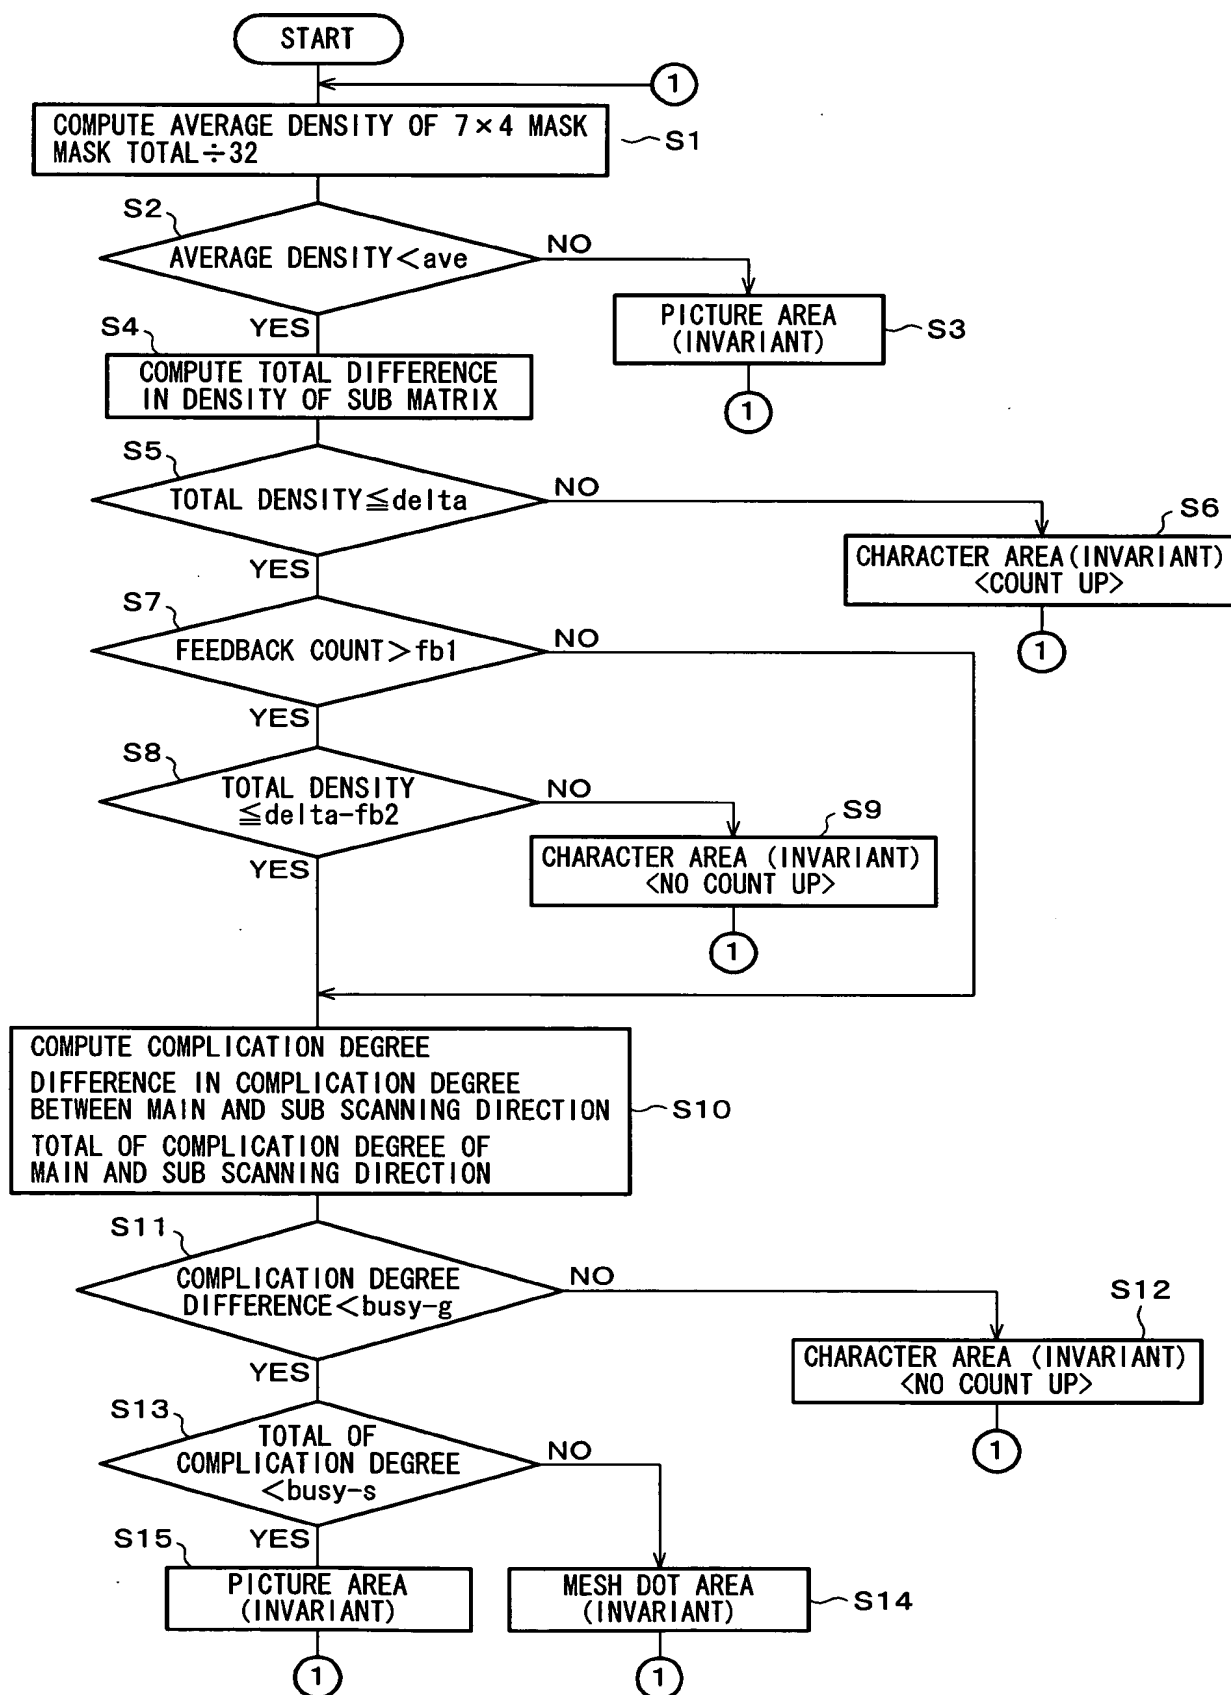 START
1
COMPUTE AVERAGE DENSITY OF 7×4 MASK
MASK TOTAL÷32
S1
S2
AVERAGE DENSITY<ave
NO
YES
PICTURE AREA
(INVARIANT)
S3
1
S4
COMPUTE TOTAL DIFFERENCE
IN DENSITY OF SUB MATRIX
S5
TOTAL DENSITY≦delta
NO
YES
S6
CHARACTER AREA(INVARIANT)
<COUNT UP>
1
S7
FEEDBACK COUNT>fb1
NO
YES
S8
TOTAL DENSITY
≦delta-fb2
NO
YES
S9
CHARACTER AREA (INVARIANT)
<NO COUNT UP>
1
COMPUTE COMPLICATION DEGREE
DIFFERENCE IN COMPLICATION DEGREE
BETWEEN MAIN AND SUB SCANNING DIRECTION
TOTAL OF COMPLICATION DEGREE OF
MAIN AND SUB SCANNING DIRECTION
S10
S11
COMPLICATION DEGREE
DIFFERENCE<busy-g
NO
YES
S12
CHARACTER AREA (INVARIANT)
<NO COUNT UP>
1
S13
TOTAL OF
COMPLICATION DEGREE
<busy-s
NO
YES
S15
PICTURE AREA
(INVARIANT)
1
MESH DOT AREA
(INVARIANT)
S14
1